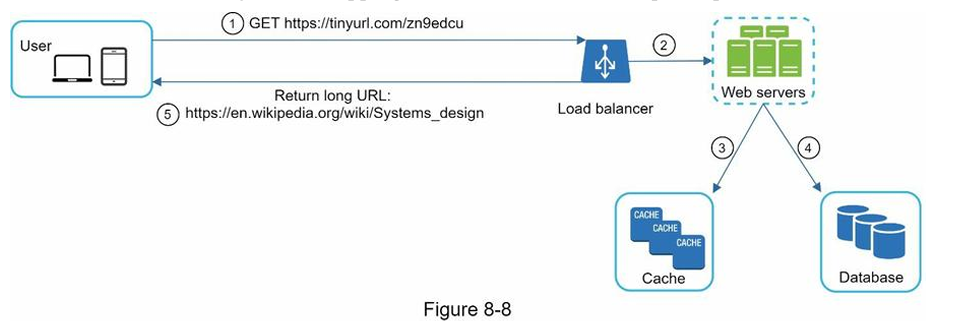 ① GET https://tinyurl.com/zn9edcu
User
②
Return long URL:
⑤ https://en.wikipedia.org/wiki/Systems_design
Load balancer
Web servers
③
④
CACHE
CACHE
CACHE
Cache
Database
Figure 8-8